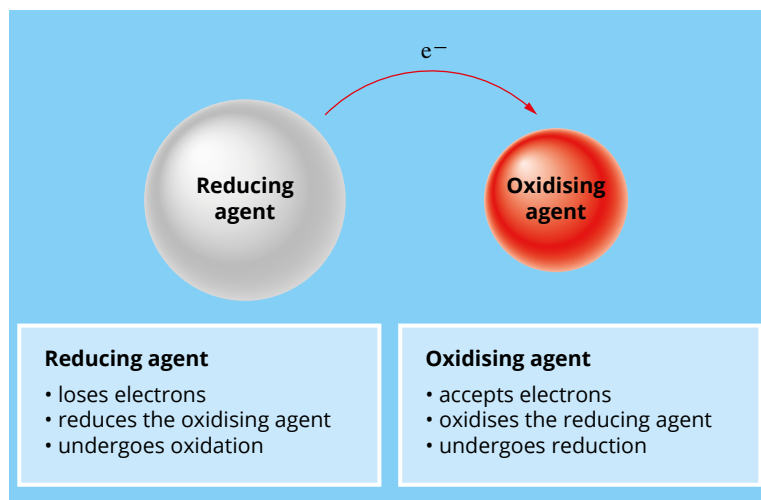 e⁻
Reducing
agent
Oxidising
agent
Reducing agent
• loses electrons
• reduces the oxidising agent
• undergoes oxidation
Oxidising agent
• accepts electrons
• oxidises the reducing agent
• undergoes reduction